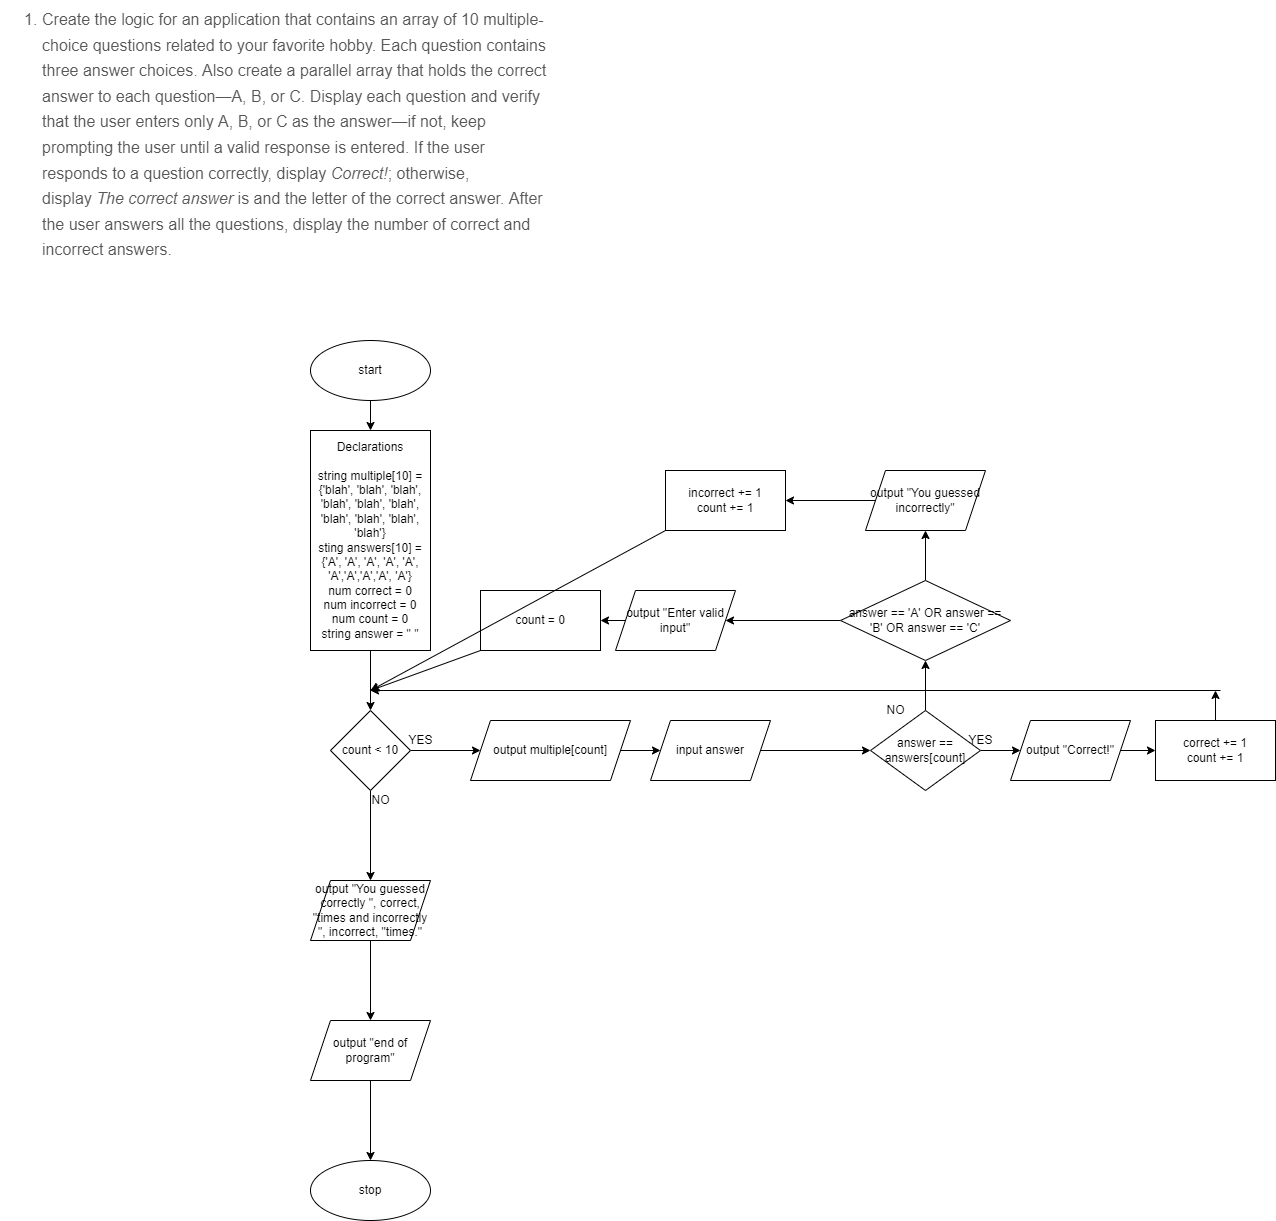 1. Create the logic for an application that contains an array of 10 multiple-
choice questions related to your favorite hobby. Each question contains
three answer choices. Also create a parallel array that holds the correct
answer to each question—A, B, or C. Display each question and verify
that the user enters only A, B, or C as the answer—if not, keep
prompting the user until a valid response is entered. If the user
responds to a question correctly, display Correct!; otherwise,
display The correct answer is and the letter of the correct answer. After
the user answers all the questions, display the number of correct and
incorrect answers.
start
Declarations
string multiple[10] =
{'blah', 'blah', 'blah',
'blah', 'blah', 'blah',
'blah', 'blah', 'blah',
'blah'}
sting answers[10] =
{'A', 'A', 'A', 'A', 'A',
'A','A','A','A', 'A'}
num correct = 0
num incorrect = 0
num count = 0
string answer = " "
incorrect += 1
count += 1
output "You guessed
incorrectly"
count = 0
output "Enter valid
input"
answer == 'A' OR answer ==
'B' OR answer == 'C'
NO
count < 10
YES
output multiple[count]
input answer
answer ==
answers[count]
YES
output "Correct!"
correct += 1
count += 1
NO
output "You guessed
correctly ", correct,
"times and incorrectly
", incorrect, "times."
output "end of
program"
stop